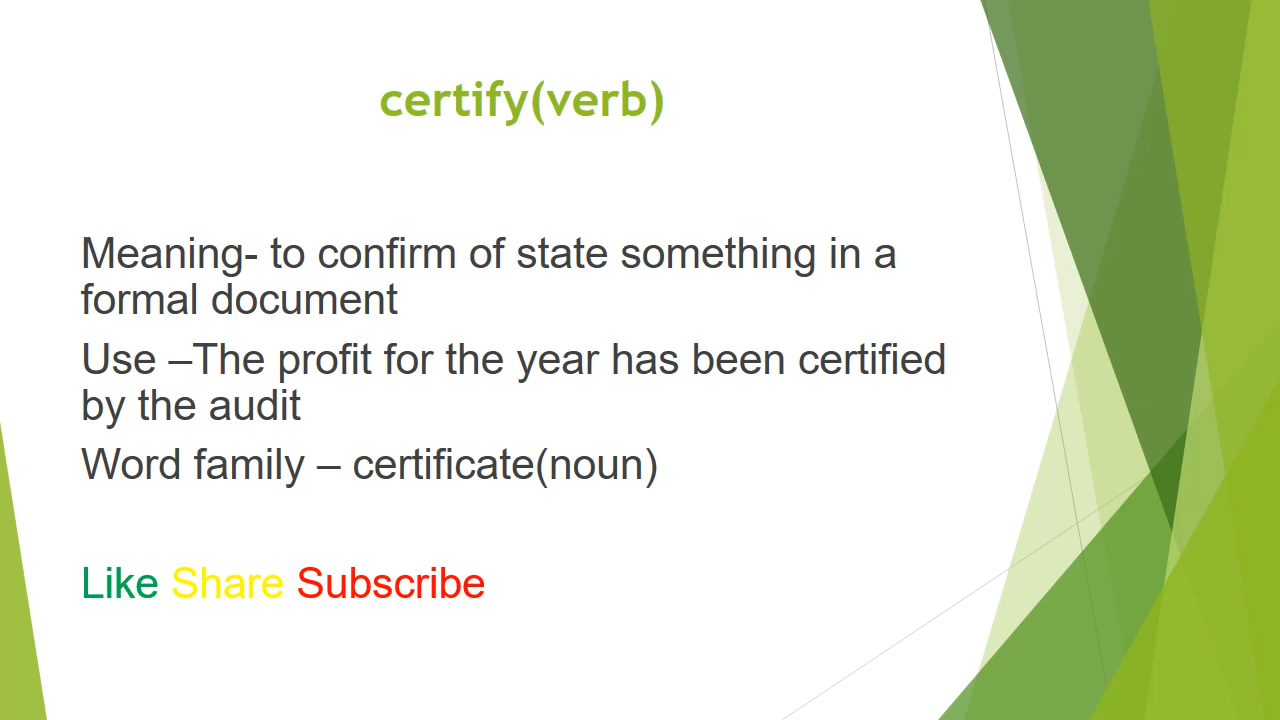 certify(verb)
Meaning- to confirm of state something in a
formal document
Use –The profit for the year has been certified
by the audit
Word family – certificate(noun)
Like Share Subscribe